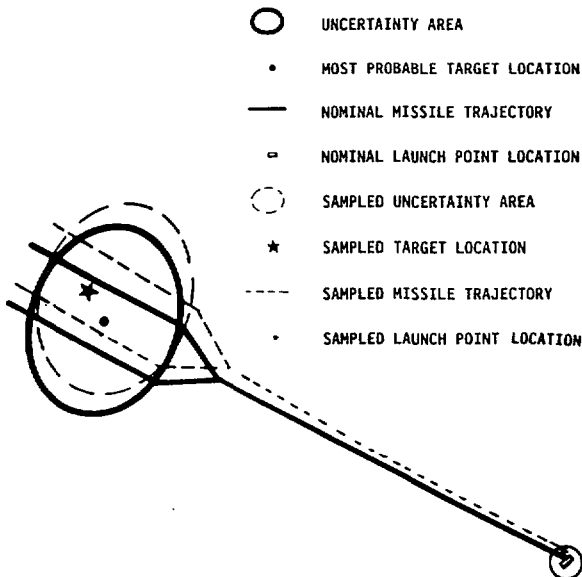 UNCERTAINTY AREA
MOST PROBABLE TARGET LOCATION
NOMINAL MISSILE TRAJECTORY
NOMINAL LAUNCH POINT LOCATION
SAMPLED UNCERTAINTY AREA
SAMPLED TARGET LOCATION
SAMPLED MISSILE TRAJECTORY
SAMPLED LAUNCH POINT LOCATION